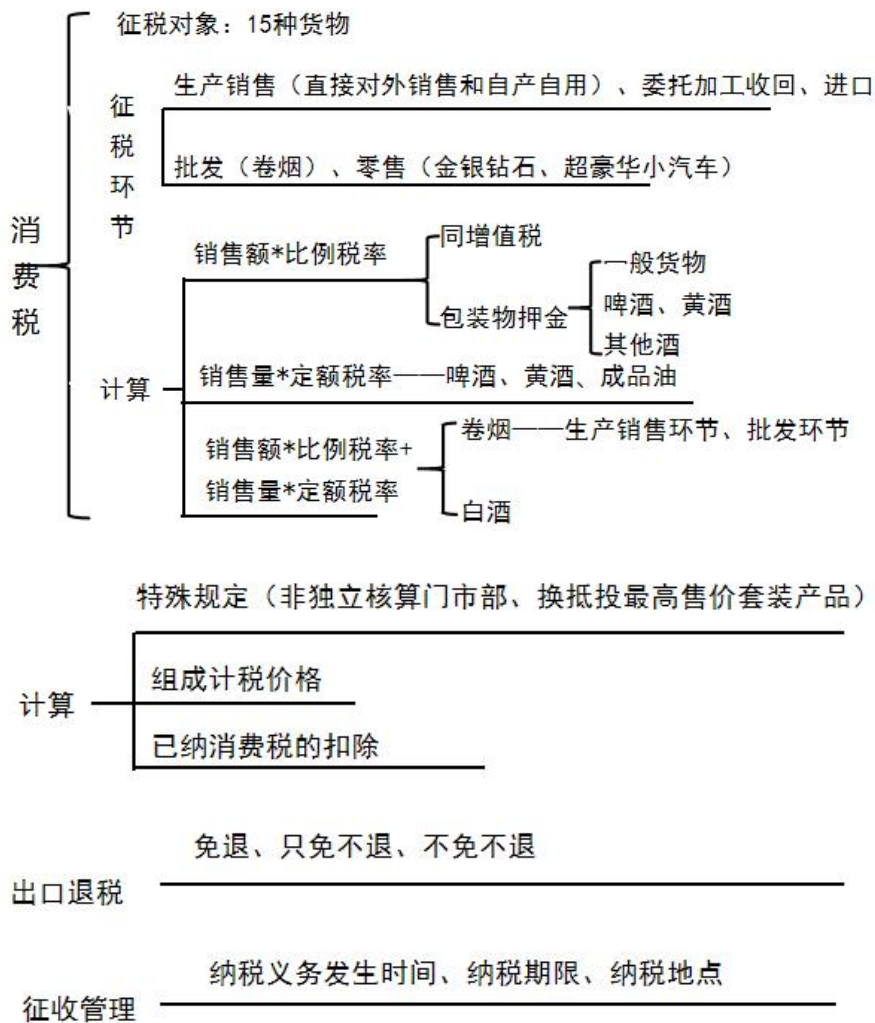 征税对象：15种货物
生产销售（直接对外销售和自产自用）、委托加工收回、进口
征税环节
批发（卷烟）、零售（金银钻石、超豪华小汽车）
消费税
销售额*比例税率
同增值税
包装物押金
一般货物
啤酒、黄酒
其他酒
计算
销售量*定额税率——啤酒、黄酒、成品油
销售额*比例税率+
销售量*定额税率
卷烟——生产销售环节、批发环节
白酒
特殊规定（非独立核算门市部、换抵投最高售价套装产品）
计算
组成计税价格
已纳消费税的扣除
免退、只免不退、不免不退
出口退税
纳税义务发生时间、纳税期限、纳税地点
征收管理